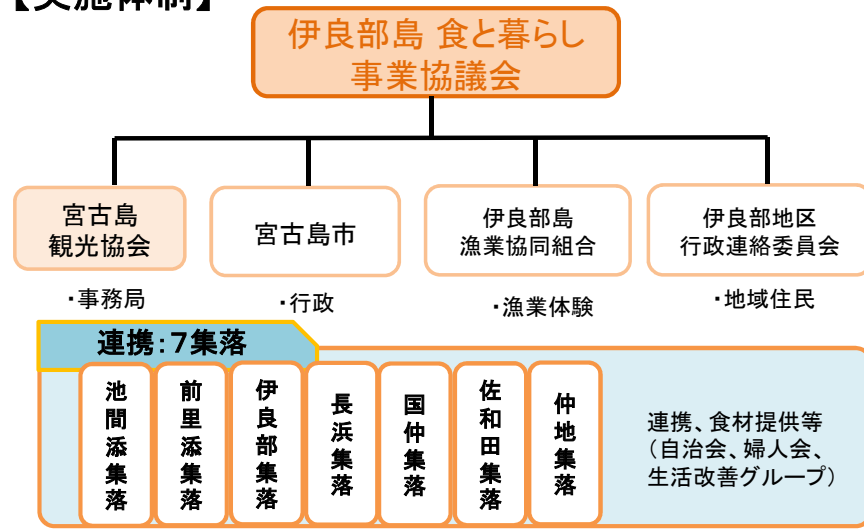 【実施体制】
伊良部島 食と暮らし
事業協議会
宮古島
観光協会
宮古島市
伊良部島
漁業協同組合
伊良部地区
行政連絡委員会
・事務局
・行政
・漁業体験
・地域住民
連携：７集落
池間添集落
前里添集落
伊良部集落
長浜集落
国仲集落
佐和田集落
仲地集落
連携、食材提供等
（自治会、婦人会、
生活改善グループ）